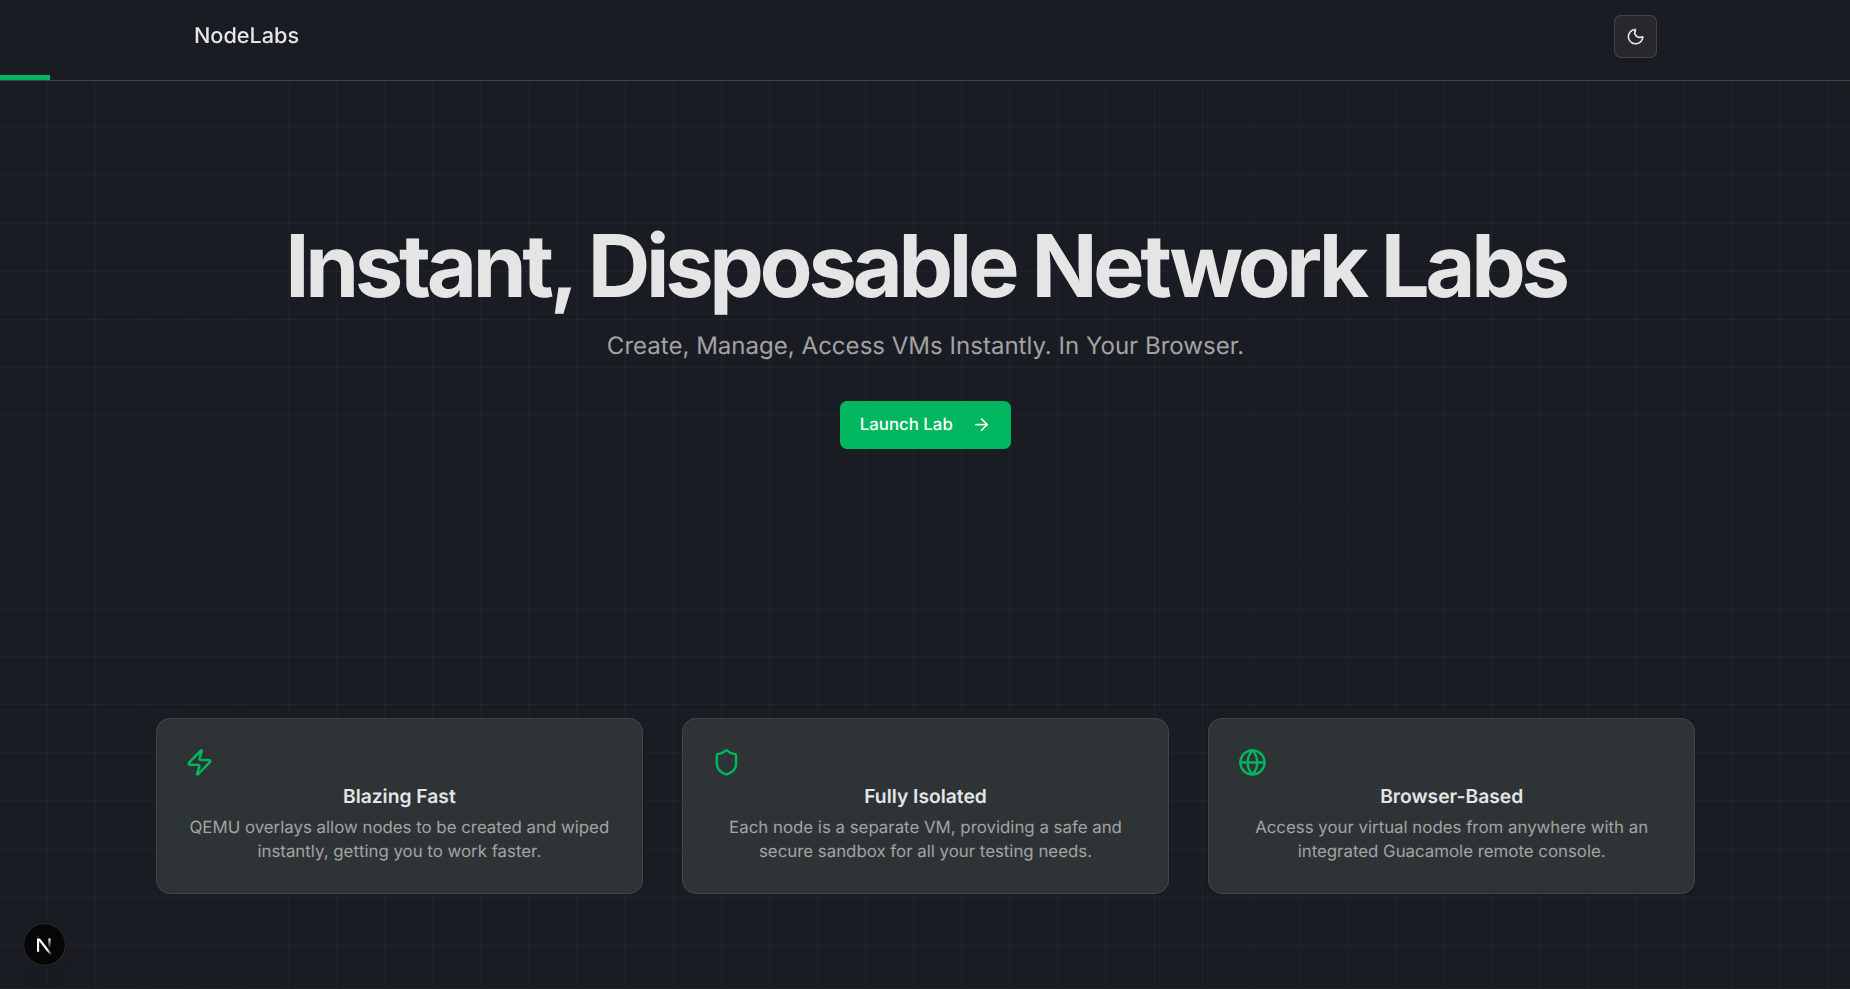 NodeLabs
Instant, Disposable Network Labs
Create, Manage, Access VMs Instantly. In Your Browser.
Launch Lab
Blazing Fast
QEMU overlays allow nodes to be created and wiped
instantly, getting you to work faster.
Fully Isolated
Each node is a separate VM, providing a safe and
secure sandbox for all your testing needs.
Browser-Based
Access your virtual nodes from anywhere with an
integrated Guacamole remote console.
N